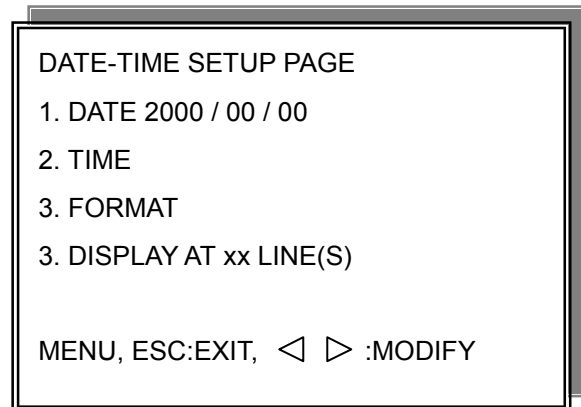 DATE-TIME SETUP PAGE
1. DATE 2000 / 00 / 00
2. TIME
3. FORMAT
3. DISPLAY AT xx LINE(S)
MENU, ESC:EXIT, ◁ ▷ :MODIFY